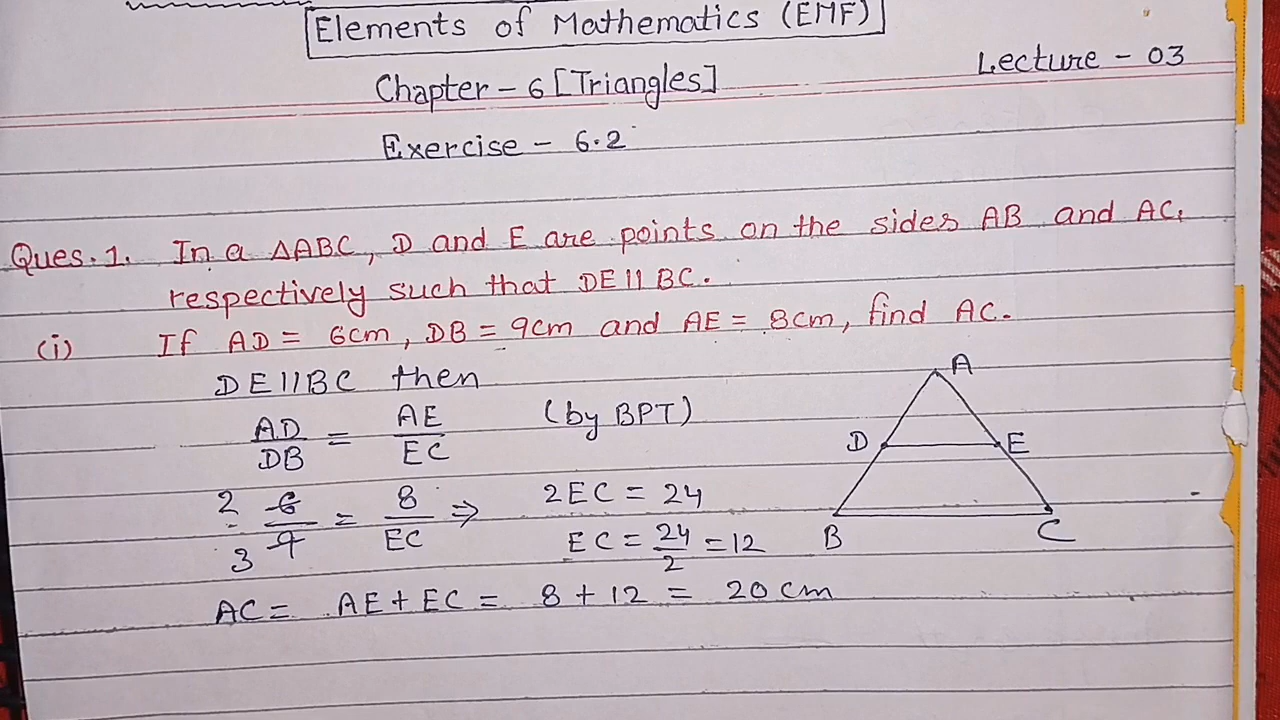 Elements of Mathematics (EMF)
Lecture - 03
Chapter - 6 [Triangles]
Exercise - 6.2
Ques. 1. In a △ABC, D and E are points on the sides AB and AC,
respectively such that DE || BC.
(i) If AD = 6cm, DB = 9cm and AE = 8cm, find AC.
DE || BC then
AD/DB = AE/EC (by BPT)
2 6/9 3 = 8/EC ⇒ 2EC = 24
EC = 24/2 = 12
AC = AE + EC = 8 + 12 = 20 cm
A
D E
B C